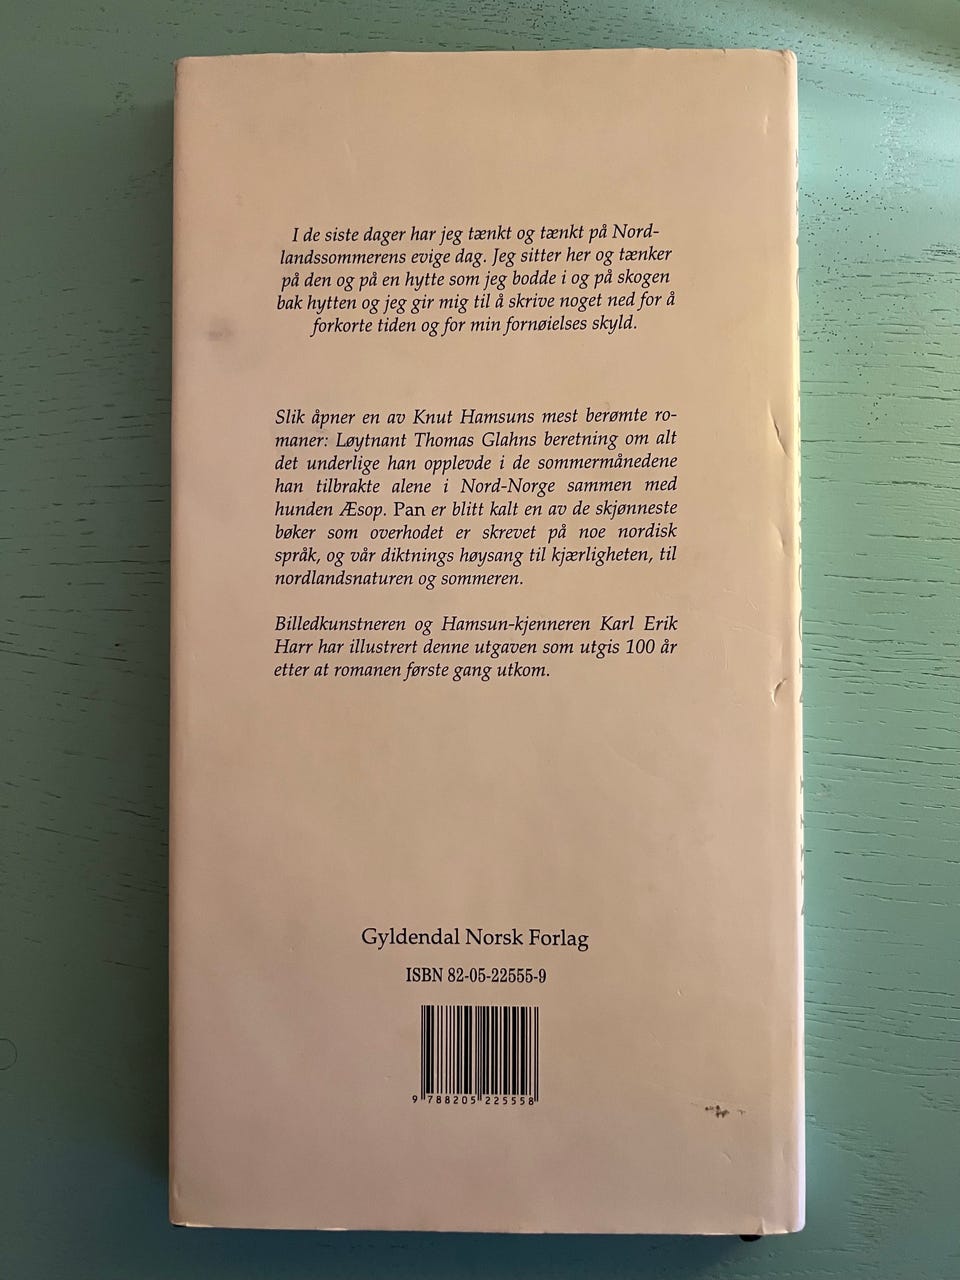 I de siste dager har jeg tænkt og tænkt på Nord-
landssommerens evige dag. Jeg sitter her og tænker
på den og på en hytte som jeg bodde i og på skogen
bak hytten og jeg gir mig til å skrive noget ned for å
forkorte tiden og for min fornøielses skyld.
Slik åpner en av Knut Hamsuns mest berømte ro-
maner: Løytnant Thomas Glahns beretning om alt
det underlige han opplevde i de sommermånedene
han tilbrakte alene i Nord-Norge sammen med
hunden Æsop. Pan er blitt kalt en av de skjønneste
bøker som overhodet er skrevet på noe nordisk
språk, og vår diktnings høysang til kjærligheten, til
nordlandsnaturen og sommeren.
Billedkunstneren og Hamsun-kjenneren Karl Erik
Harr har illustrert denne utgaven som utgis 100 år
etter at romanen første gang utkom.
Gyldendal Norsk Forlag
ISBN 82-05-22555-9
9 788205 225558